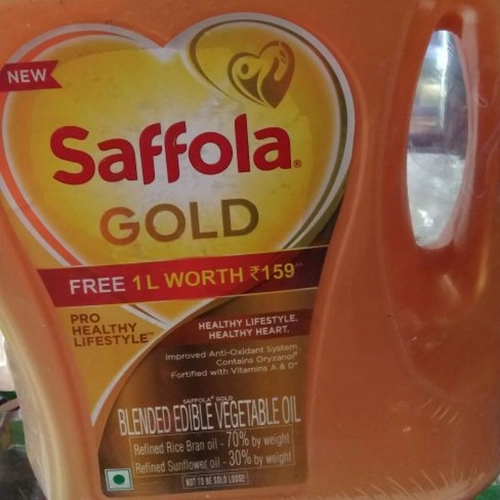 NEW
Saffola®
GOLD
FREE 1 L WORTH ₹159^^
PRO
HEALTHY
LIFESTYLE™
HEALTHY LIFESTYLE.
HEALTHY HEART.
Improved Anti-Oxidant System
Contains Oryzanol*
Fortified with Vitamins A & D^
SAFFOLA® GOLD
BLENDED EDIBLE VEGETABLE OIL
Refined Rice Bran oil - 70% by weight
Refined Sunflower oil - 30% by weight
NOT TO BE SOLD LOOSE